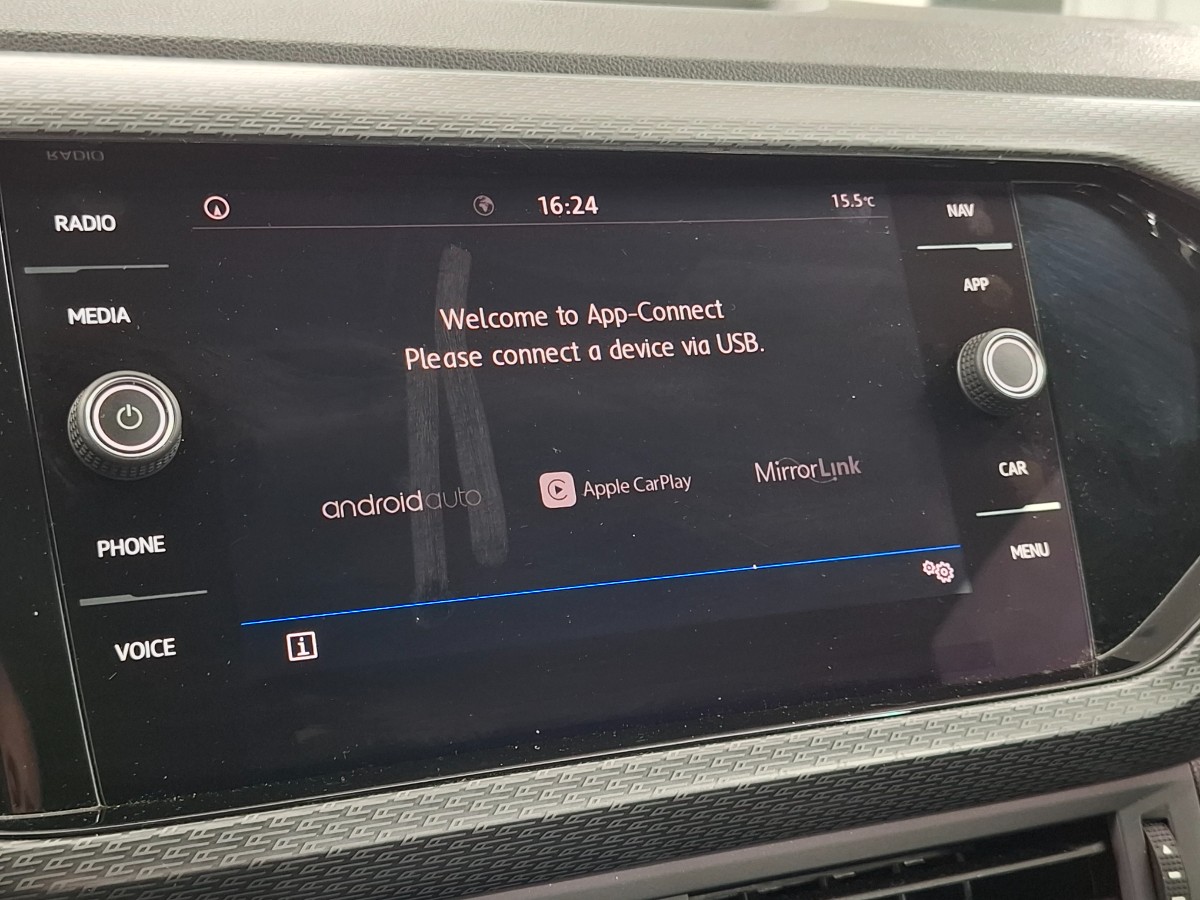 RADIO
MEDIA
PHONE
VOICE
16:24
15.5°C
Welcome to App-Connect
Please connect a device via USB.
androidauto
Apple CarPlay
MirrorLink
i
NAV
APP
CAR
MENU